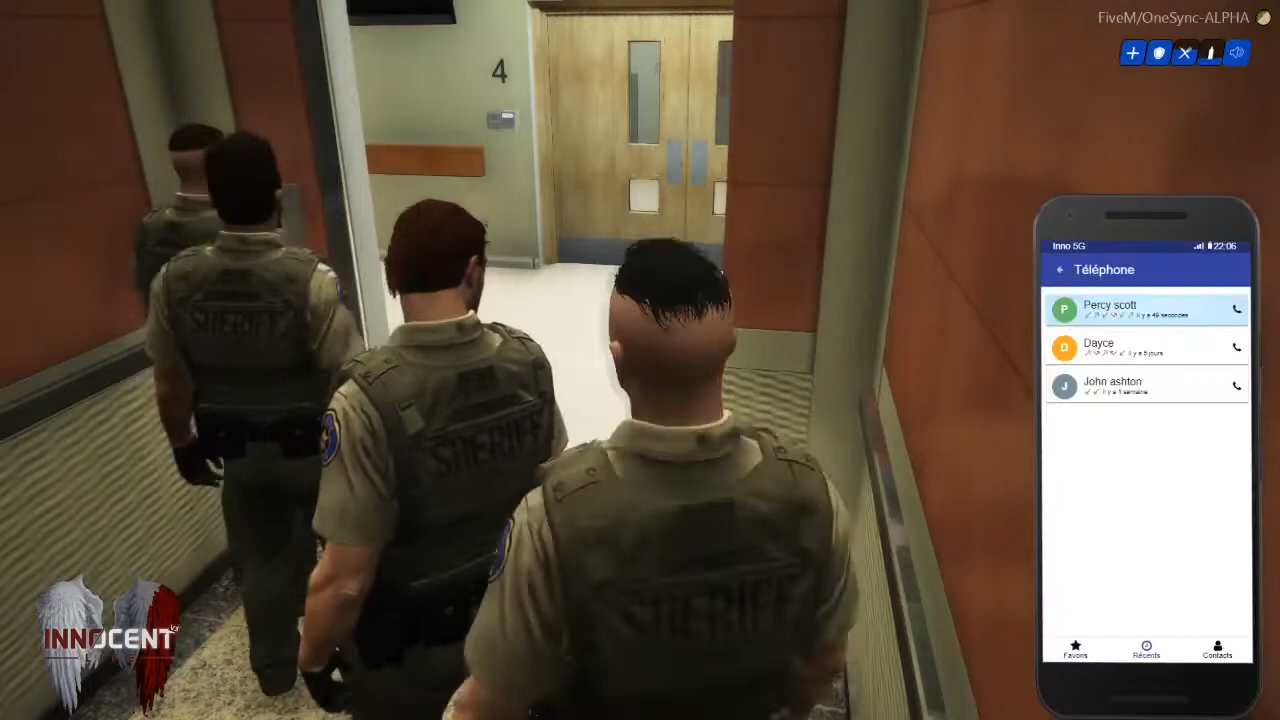 FiveM/OneSync-ALPHA
4
SHERIFF
SHERIFF
SHERIFF
INNOCENT
Inno 5G
22:06
Téléphone
P
Percy scott
il y a 49 secondes
D
Dayce
il y a 5 jours
J
John ashton
il y a 1 semaine
Favoris
Récents
Contacts